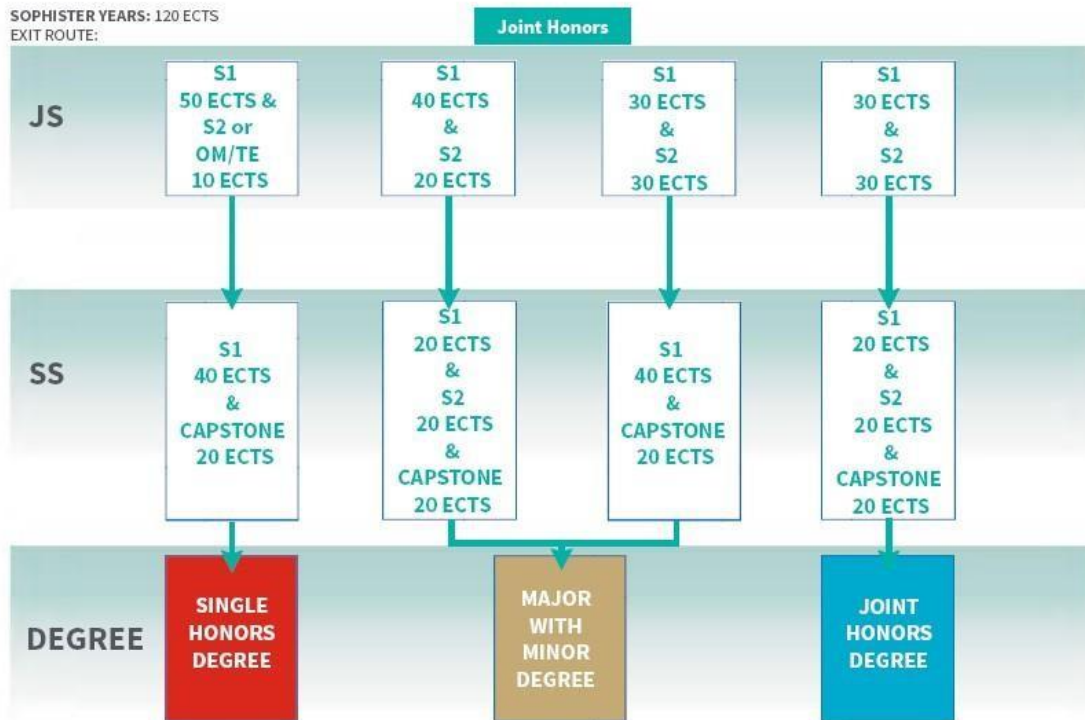 SOPHISTER YEARS: 120 ECTS
EXIT ROUTE:
Joint Honors
JS
S1
50 ECTS &
S2 or
OM/TE
10 ECTS
S1
40 ECTS
&
S2
20 ECTS
S1
30 ECTS
&
S2
30 ECTS
S1
30 ECTS
&
S2
30 ECTS
SS
S1
40 ECTS
&
CAPSTONE
20 ECTS
S1
20 ECTS
&
S2
20 ECTS
&
CAPSTONE
20 ECTS
S1
40 ECTS
&
CAPSTONE
20 ECTS
S1
20 ECTS
&
S2
20 ECTS
&
CAPSTONE
20 ECTS
DEGREE
SINGLE
HONORS
DEGREE
MAJOR
WITH
MINOR
DEGREE
JOINT
HONORS
DEGREE